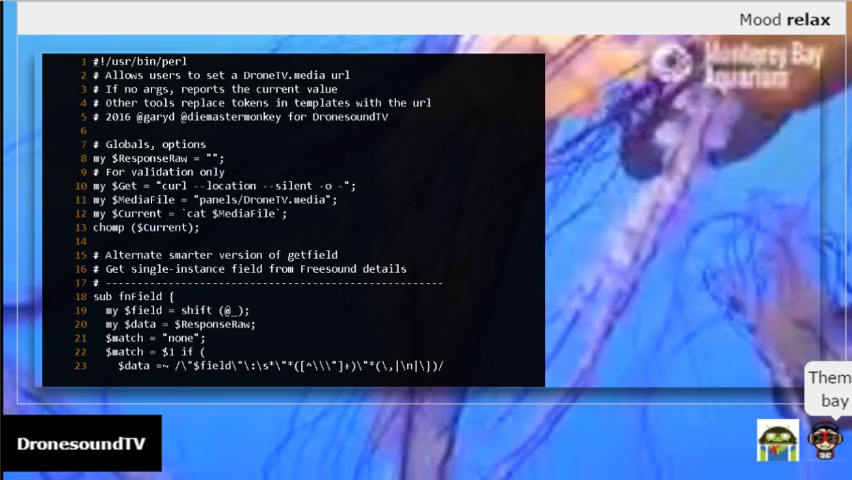 Mood relax
Monterey Bay
Aquarium
1 #!/usr/bin/perl
2 # Allows users to set a DroneTV.media url
3 # If no args, reports the current value
4 # Other tools replace tokens in templates with the url
5 # 2016 @garyd @diemastermonkey for DronesoundTV
6
7 # Globals, options
8 my $ResponseRaw = "";
9 # For validation only
10 my $Get = "curl --location --silent -o -";
11 my $MediaFile = "panels/DroneTV.media";
12 my $Current = `cat $MediaFile`;
13 chomp ($Current);
14
15 # Alternate smarter version of getfield
16 # Get single-instance field from Freesound details
17 # -------------------------------------------------------
18 sub fnField {
19 my $field = shift (@_);
20 my $data = $ResponseRaw;
21 $match = "none";
22 $match = $1 if (
23 $data =~ /\"$field\"\:\s*\"*([^\\\"]+)\"*(\,|\n|\})/
Them
bay
DronesoundTV